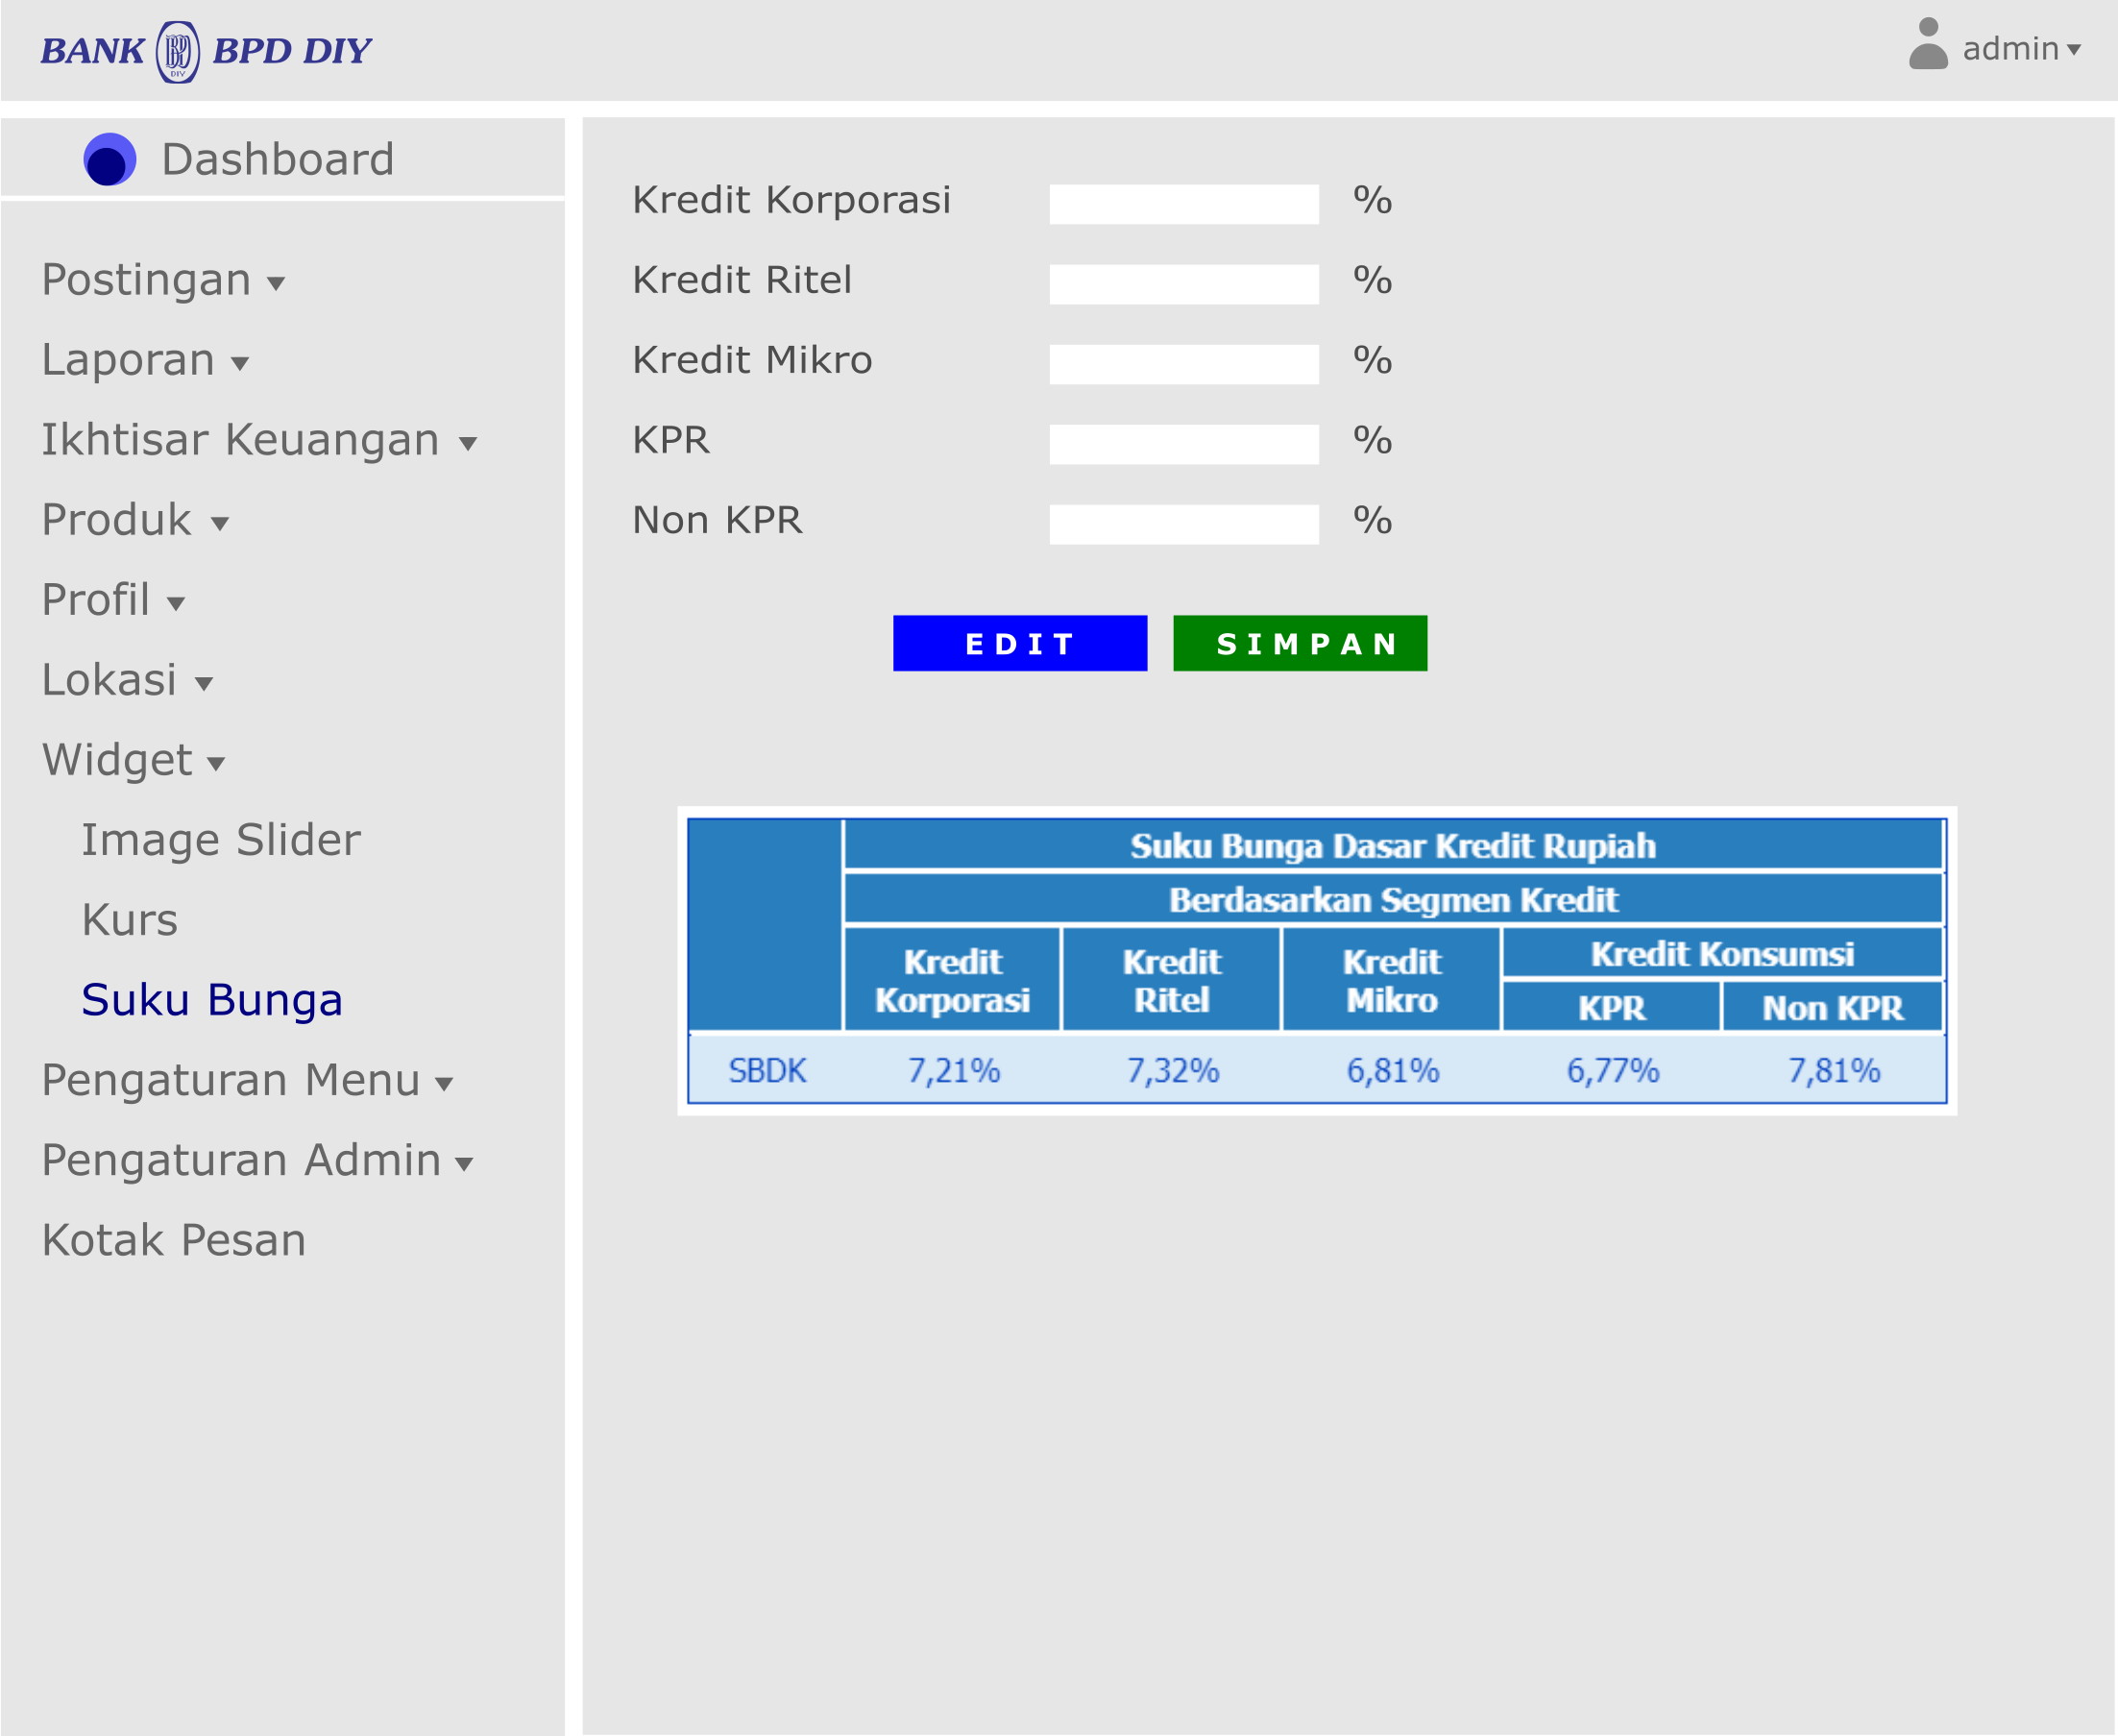 BANK BPD DIY
admin
Dashboard
Postingan
Laporan
Ikhtisar Keuangan
Produk
Profil
Lokasi
Widget
Image Slider
Kurs
Suku Bunga
Pengaturan Menu
Pengaturan Admin
Kotak Pesan
Kredit Korporasi %
Kredit Ritel %
Kredit Mikro %
KPR %
Non KPR %
EDIT SIMPAN
Suku Bunga Dasar Kredit Rupiah
Berdasarkan Segmen Kredit
Kredit Korporasi
Kredit Ritel
Kredit Mikro
Kredit Konsumsi
KPR Non KPR
SBDK 7,21% 7,32% 6,81% 6,77% 7,81%